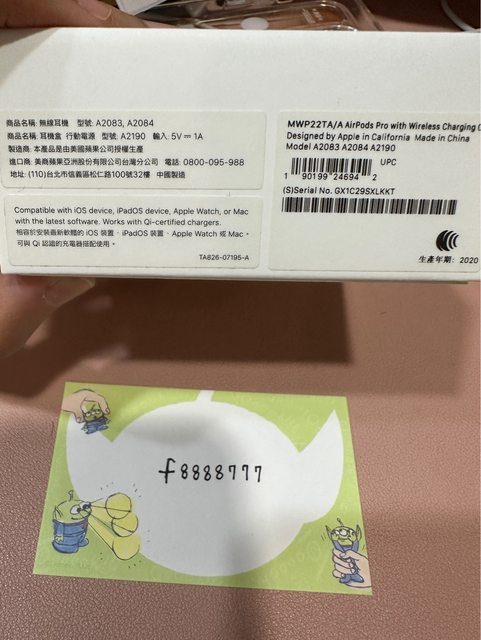 商品名稱: 無線耳機 型號: A2083, A2084
商品名稱: 耳機盒 行動電源 型號: A2190 輸入: 5V⎓1A
製造商: 本產品是由美國蘋果公司授權生產
進口商: 美商蘋果亞洲股份有限公司台灣分公司 電話: 0800-095-988
地址: (110)台北市信義區松仁路100號32樓 中國製造
Compatible with iOS device, iPadOS device, Apple Watch, or Mac
with the latest software. Works with Qi-certified chargers.
相容於安裝最新軟體的 iOS 裝置、iPadOS 裝置、Apple Watch 或 Mac。
可與 Qi 認證的充電器搭配使用。
TA826-07195-A
MWP22TA/A AirPods Pro with Wireless Charging
Designed by Apple in California Made in China
Model A2083 A2084 A2190
UPC
1 90199 24694 2
(S)Serial No. GX1C29SXLKKT
生產年期: 2020
f8888777